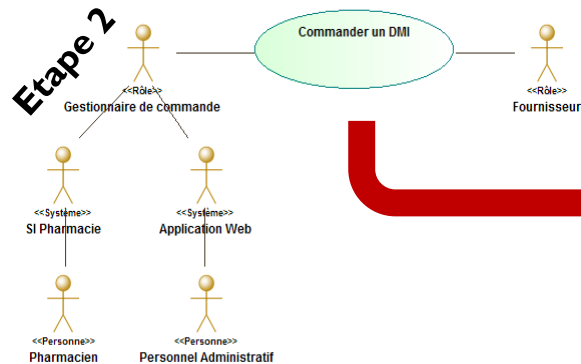 Etape 2
Commander un DMI
<<Rôle>>
Gestionnaire de commande
<<Rôle>>
Fournisseur
<<Système>>
SI Pharmacie
<<Système>>
Application Web
<<Personne>>
Pharmacien
<<Personne>>
Personnel Administratif